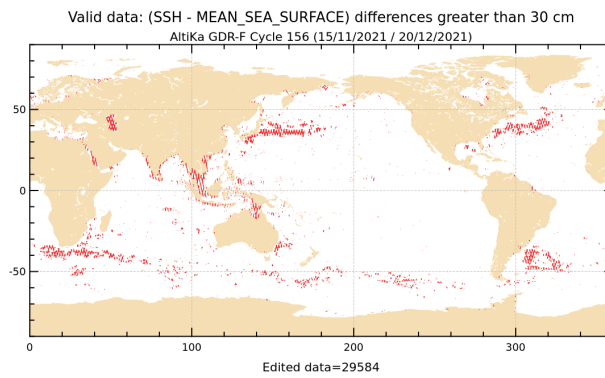 Valid data: (SSH - MEAN_SEA_SURFACE) differences greater than 30 cm
AltiKa GDR-F Cycle 156 (15/11/2021 / 20/12/2021)
50
0
-50
0 100 200 300
Edited data=29584